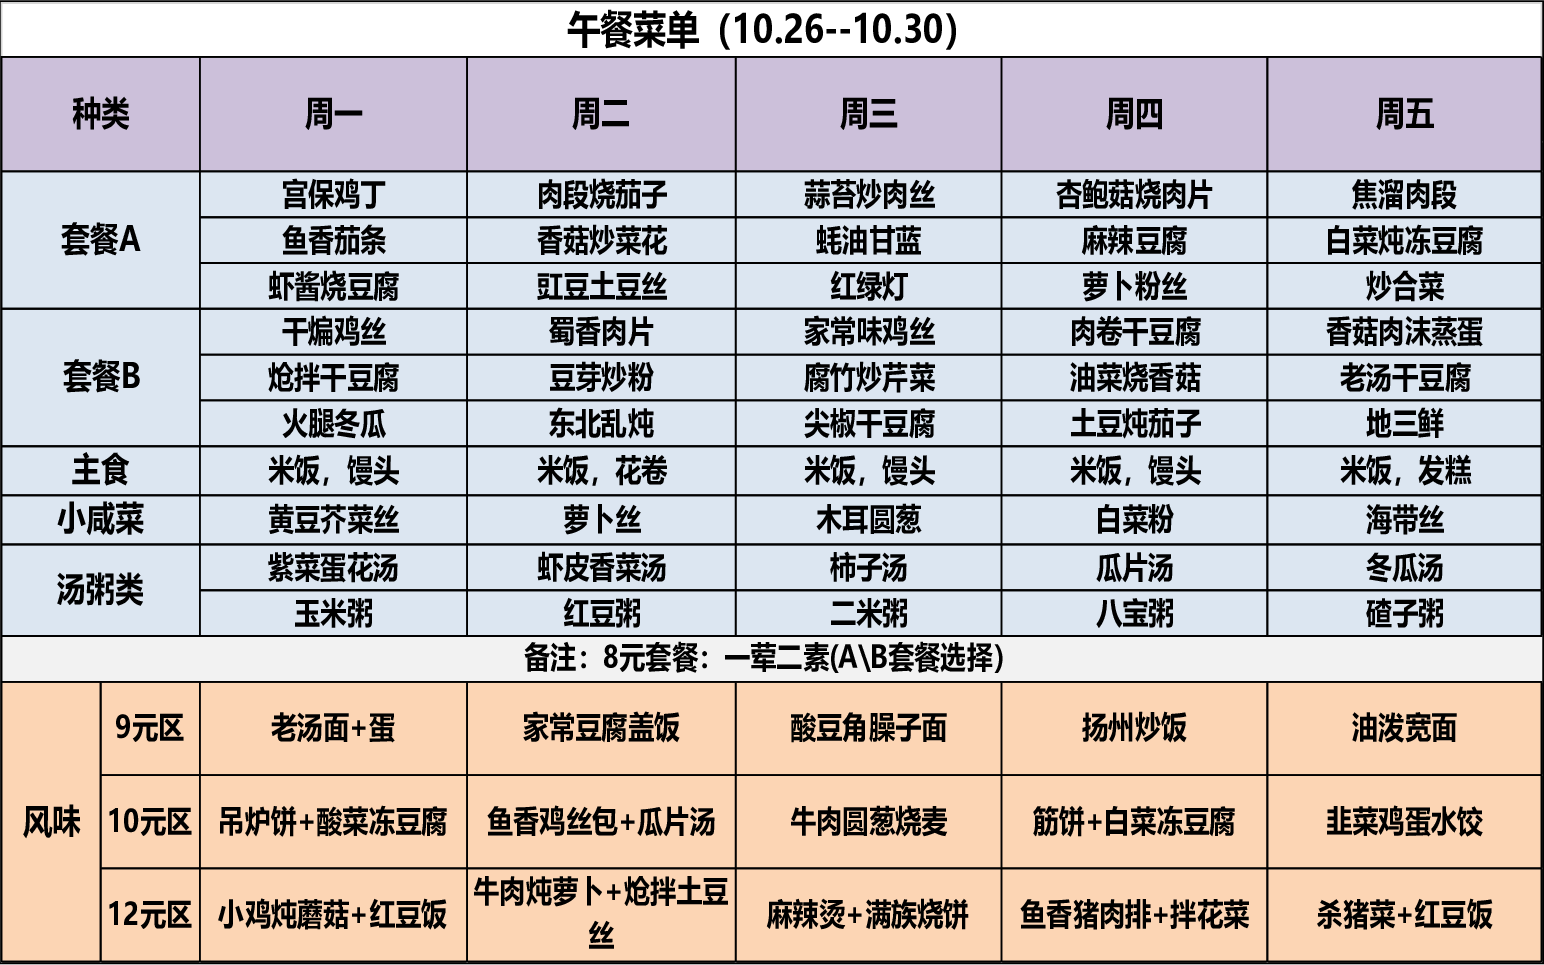 午餐菜单（10.26--10.30）
种类 周一 周二 周三 周四 周五
套餐A
宫保鸡丁 肉段烧茄子 蒜苔炒肉丝 杏鲍菇烧肉片 焦溜肉段
鱼香茄条 香菇炒菜花 蚝油甘蓝 麻辣豆腐 白菜炖冻豆腐
虾酱烧豆腐 豇豆土豆丝 红绿灯 萝卜粉丝 炒合菜
套餐B
干煸鸡丝 蜀香肉片 家常味鸡丝 肉卷干豆腐 香菇肉沫蒸蛋
炝拌干豆腐 豆芽炒粉 腐竹炒芹菜 油菜烧香菇 老汤干豆腐
火腿冬瓜 东北乱炖 尖椒干豆腐 土豆炖茄子 地三鲜
主食 米饭，馒头 米饭，花卷 米饭，馒头 米饭，馒头 米饭，发糕
小咸菜 黄豆芥菜丝 萝卜丝 木耳圆葱 白菜粉 海带丝
汤粥类
紫菜蛋花汤 虾皮香菜汤 柿子汤 瓜片汤 冬瓜汤
玉米粥 红豆粥 二米粥 八宝粥 碴子粥
备注：8元套餐：一荤二素(A\B套餐选择)
风味
9元区 老汤面+蛋 家常豆腐盖饭 酸豆角臊子面 扬州炒饭 油泼宽面
10元区 吊炉饼+酸菜冻豆腐 鱼香鸡丝包+瓜片汤 牛肉圆葱烧麦 筋饼+白菜冻豆腐 韭菜鸡蛋水饺
12元区 小鸡炖蘑菇+红豆饭 牛肉炖萝卜+炝拌土豆丝 麻辣烫+满族烧饼 鱼香猪肉排+拌花菜 杀猪菜+红豆饭